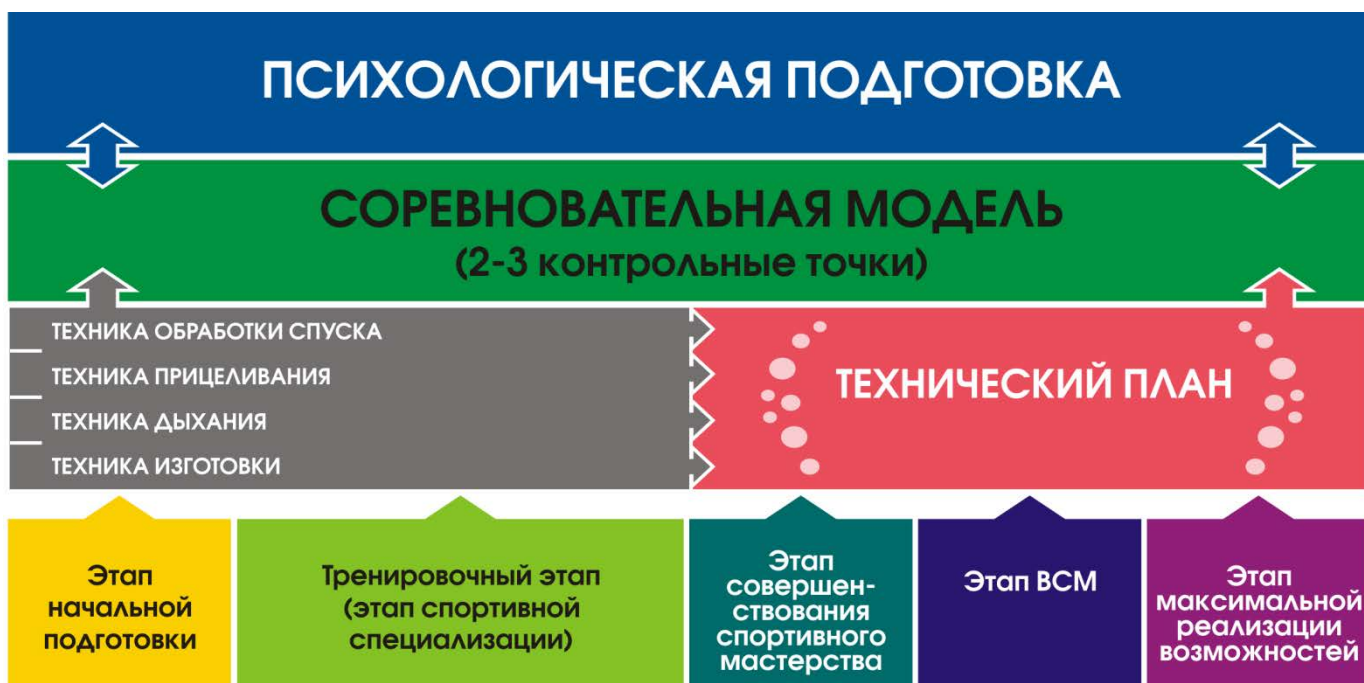 ПСИХОЛОГИЧЕСКАЯ ПОДГОТОВКА
СОРЕВНОВАТЕЛЬНАЯ МОДЕЛЬ
(2-3 контрольные точки)
ТЕХНИКА ОБРАБОТКИ СПУСКА
ТЕХНИКА ПРИЦЕЛИВАНИЯ
ТЕХНИКА ДЫХАНИЯ
ТЕХНИКА ИЗГОТОВКИ
ТЕХНИЧЕСКИЙ ПЛАН
Этап
начальной
подготовки
Тренировочный этап
(этап спортивной
специализации)
Этап
совершен-
ствования
спортивного
мастерства
Этап ВСМ
Этап
максимальной
реализации
возможностей